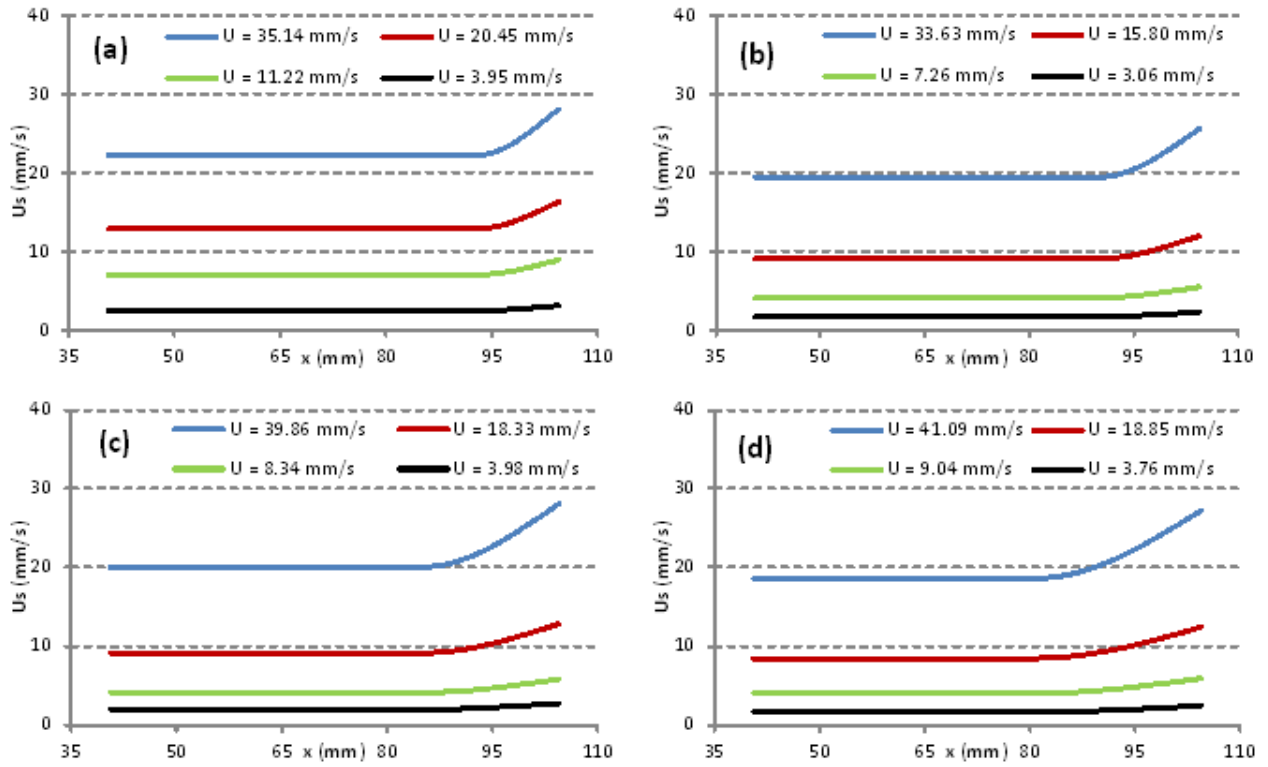 (a)
U = 35.14 mm/s U = 20.45 mm/s
U = 11.22 mm/s U = 3.95 mm/s
Us (mm/s)
40
30
20
10
0
35 50 65 80 95 110
x (mm)
(b)
U = 33.63 mm/s U = 15.80 mm/s
U = 7.26 mm/s U = 3.06 mm/s
Us (mm/s)
40
30
20
10
0
35 50 65 80 95 110
x (mm)
(c)
U = 39.86 mm/s U = 18.33 mm/s
U = 8.34 mm/s U = 3.98 mm/s
Us (mm/s)
40
30
20
10
0
35 50 65 80 95 110
x (mm)
(d)
U = 41.09 mm/s U = 18.85 mm/s
U = 9.04 mm/s U = 3.76 mm/s
Us (mm/s)
40
30
20
10
0
35 50 65 80 95 110
x (mm)